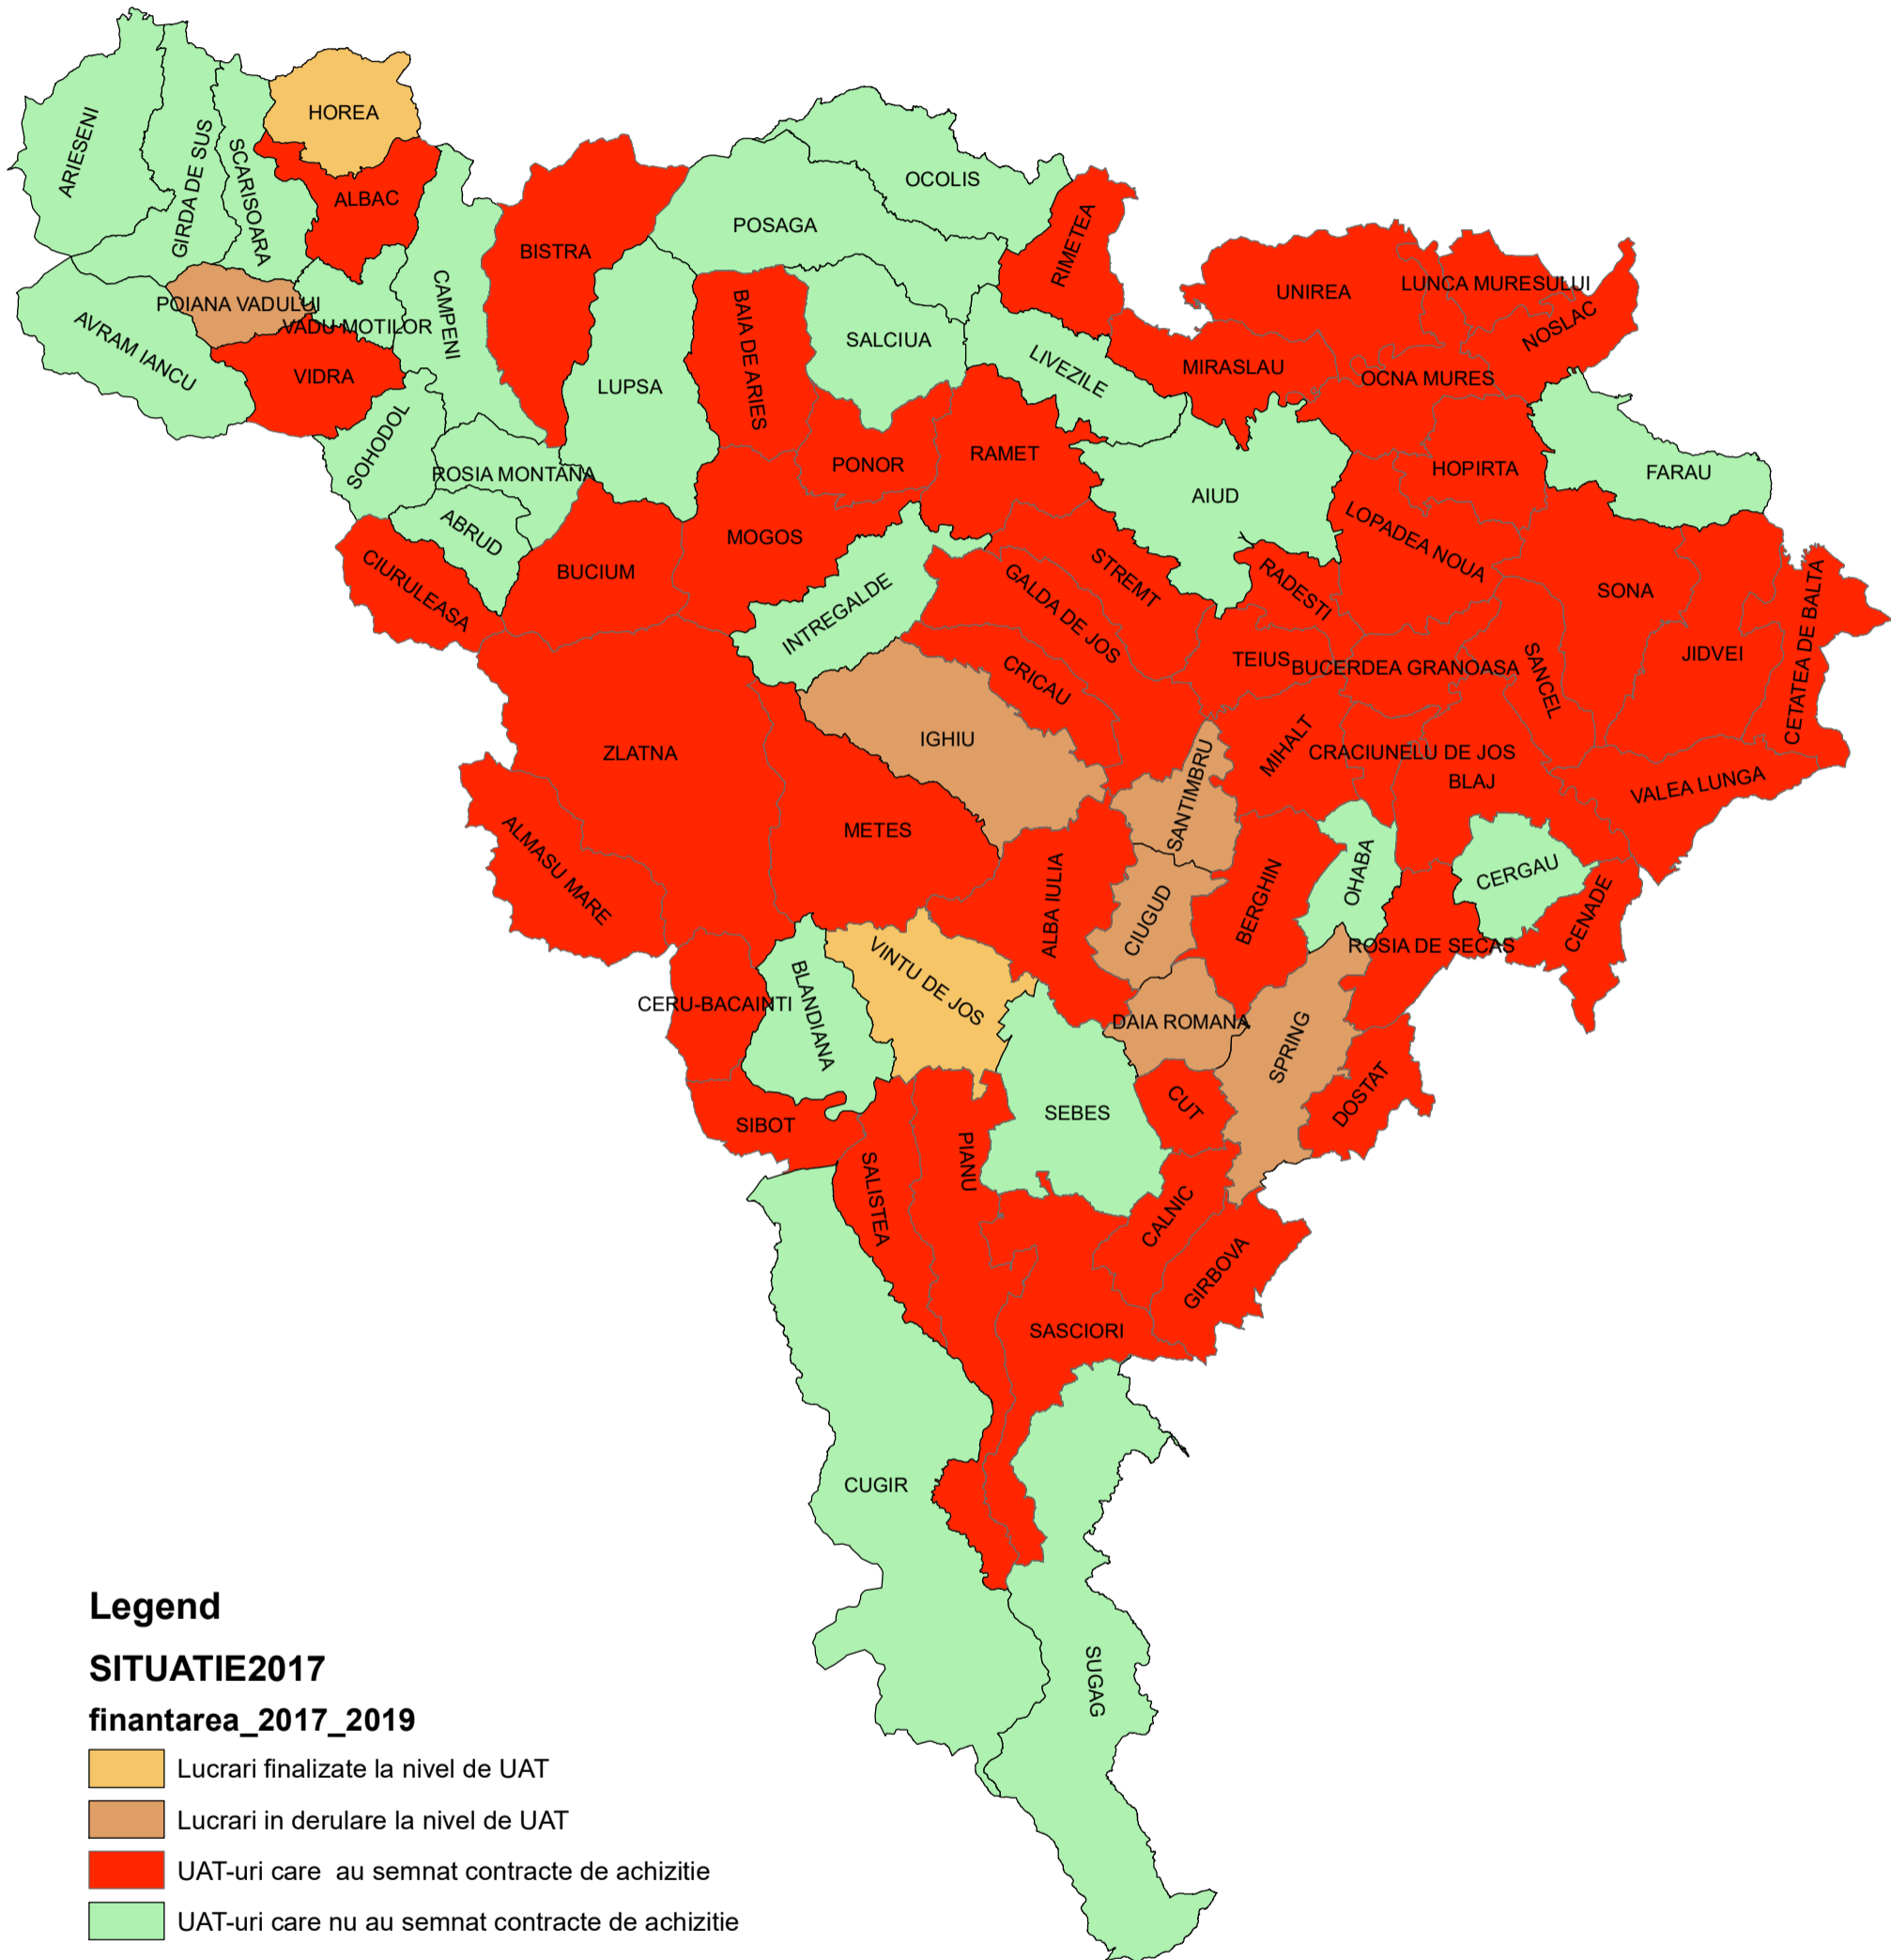 HOREA
ARIESENI
GIRDA DE SUS
SCARISOARA
ALBAC
OCOLIS
POSAGA
BISTRA
RIMETEA
CAMPENI
UNIREA
LUNCA MURESULUI
POIANA VADULUI
VADU MOTILOR
NOSLAC
AVRAM IANCU
VIDRA
LUPSA
BAIA DE ARIES
SALCIUA
LIVEZILE
MIRASLAU
OCNA MURES
SOHODOL
ROSIA MONTANA
PONOR
RAMET
HOPIRTA
FARAU
AIUD
ABRUD
MOGOS
LOPADEA NOUA
CIURULEASA
BUCIUM
INTREGALDE
GALDA DE JOS
STREMT
RADESTI
SONA
CETATEA DE BALTA
JIDVEI
TEIUS
BUCERDEA GRANOASA
SANCEL
CRICAU
IGHIU
ZLATNA
MIHALT
CRACIUNELU DE JOS
SANTIMBRU
BLAJ
VALEA LUNGA
METES
ALMASU MARE
ALBA IULIA
CIUGUD
BERGHIN
OHABA
CERGAU
CENADE
ROSIA DE SECAS
VINTU DE JOS
CERU-BACAINTI
BLANDIANA
DAIA ROMANA
SPRING
DOSTAT
CUT
SEBES
SIBOT
PIANU
SALISTEA
CALNIC
GIRBOVA
SASCIORI
CUGIR
SUGAG
Legend
SITUATIE2017
finantarea_2017_2019
Lucrari finalizate la nivel de UAT
Lucrari in derulare la nivel de UAT
UAT-uri care  au semnat contracte de achizitie
UAT-uri care nu au semnat contracte de achizitie